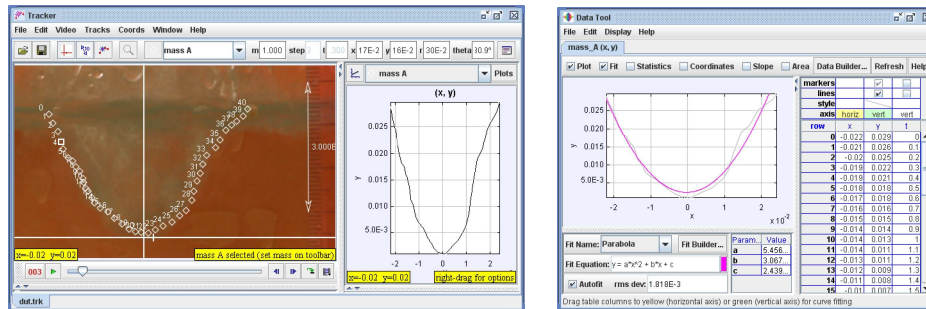 Tracker
File Edit Video Tracks Coords Window Help
mass A m 1.000 step x 17E-2 y 16E-2 r 30E-2 theta 30.9°
mass A Plots
(x, y)
0.025
0.020
0.015
0.010
5.0E-3
y
-2 -1 0 1 2
3.000E
x=-0.02 y=0.02
mass A selected (set mass on toolbar)
x=-0.02 y=0.02
right-drag for options
003
dut.trk
Data Tool
File Edit Display Help
mass_A (x, y)
Plot Fit Statistics Coordinates Slope Area Data Builder... Refresh Help
0.025
0.020
0.015
0.010
5.0E-3
y
-2 -1 0 1 2
x
x 10^-2
markers
lines
style
axis horiz vert vert
row x y t
0 -0.022 0.029 0
1 -0.021 0.026 0.1
2 -0.02 0.025 0.2
3 -0.019 0.022 0.3
4 -0.019 0.021 0.4
5 -0.018 0.018 0.5
6 -0.017 0.018 0.6
7 -0.016 0.016 0.7
8 -0.015 0.015 0.8
9 -0.014 0.014 0.9
10 -0.014 0.013 1
11 -0.014 0.011 1.1
12 -0.013 0.011 1.2
13 -0.012 0.009 1.3
14 -0.011 0.008 1.4
15 -0.01 0.007 1.5
Fit Name: Parabola Fit Builder...
Fit Equation: y = a*x^2 + b*x + c
Autofit rms dev: 1.818E-3
Param... Value
a 5.456...
b 3.067...
c 2.439...
Drag table columns to yellow (horizontal axis) or green (vertical axis) for curve fitting